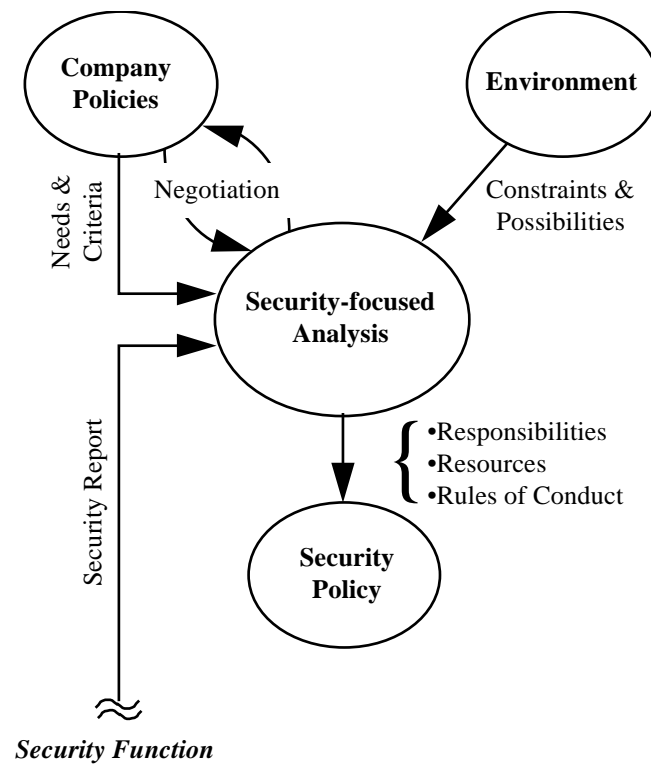 Company
Policies
Environment
Needs &
Criteria
Negotiation
Constraints &
Possibilities
Security-focused
Analysis
Security Report
•Responsibilities
•Resources
•Rules of Conduct
Security
Policy
Security Function